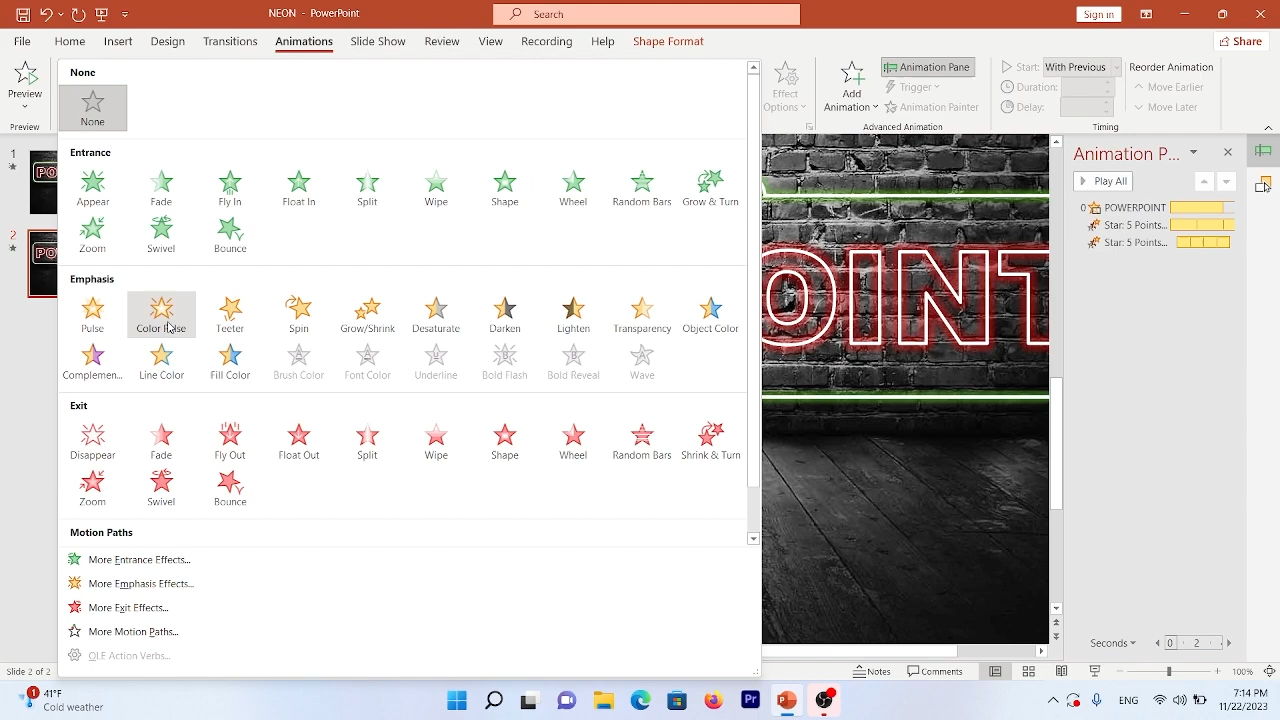 NEON - PowerPoint
Search
Sign in
File Home Insert Design Transitions Animations Slide Show Review View Recording Help Shape Format
Share
Preview
Preview
Effect Options
Add Animation
Animation Pane
Trigger
Animation Painter
Advanced Animation
Start: With Previous
Duration:
Delay:
Reorder Animation
Move Earlier
Move Later
Timing
None
None
Entrance
Appear Fade Fly In Float In Split Wipe Shape Wheel Random Bars Grow & Turn
Zoom Swivel Bounce
Emphasis
Teeter Spin Grow/Shrink Desaturate Darken Lighten Transparency Object Color
Complemen... Line Color Fill Color Font Color Underline Bold Flash Bold Reveal Wave
Exit
Disappear Fade Fly Out Float Out Split Wipe Shape Wheel Random Bars Shrink & Turn
Zoom Swivel Bounce
Motion Paths
More Entrance Effects...
More Emphasis Effects...
More Exit Effects...
More Motion Paths...
OLE Action Verbs...
2
PO
PO
OINT
Animation P...
Play All
0 POWERPOINT
Star: 5 Points...
Star: 5 Points...
Seconds 0 2
Slide 2 of 2
Notes
Comments
100%
1
41°F
Cold weather
Pr
P
ENG
7:14 PM
11/22/2023